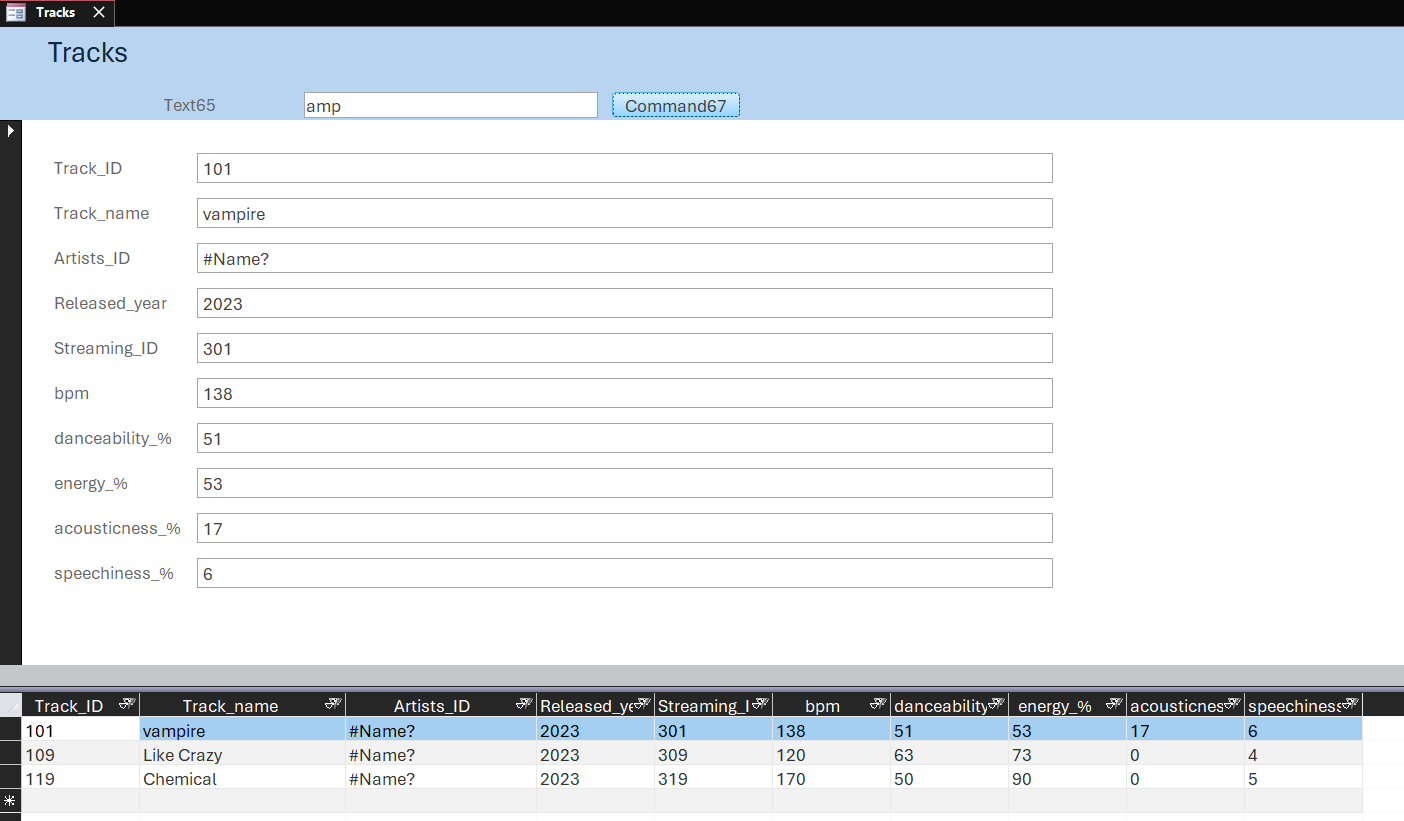 Tracks
Tracks
Text65 amp Command67
Track_ID 101
Track_name vampire
Artists_ID #Name?
Released_year 2023
Streaming_ID 301
bpm 138
danceability_% 51
energy_% 53
acousticness_% 17
speechiness_% 6
Track_ID Track_name Artists_ID Released_ye Streaming_I bpm danceability energy_% acousticnes speechiness
101 vampire #Name? 2023 301 138 51 53 17 6
109 Like Crazy #Name? 2023 309 120 63 73 0 4
119 Chemical #Name? 2023 319 170 50 90 0 5